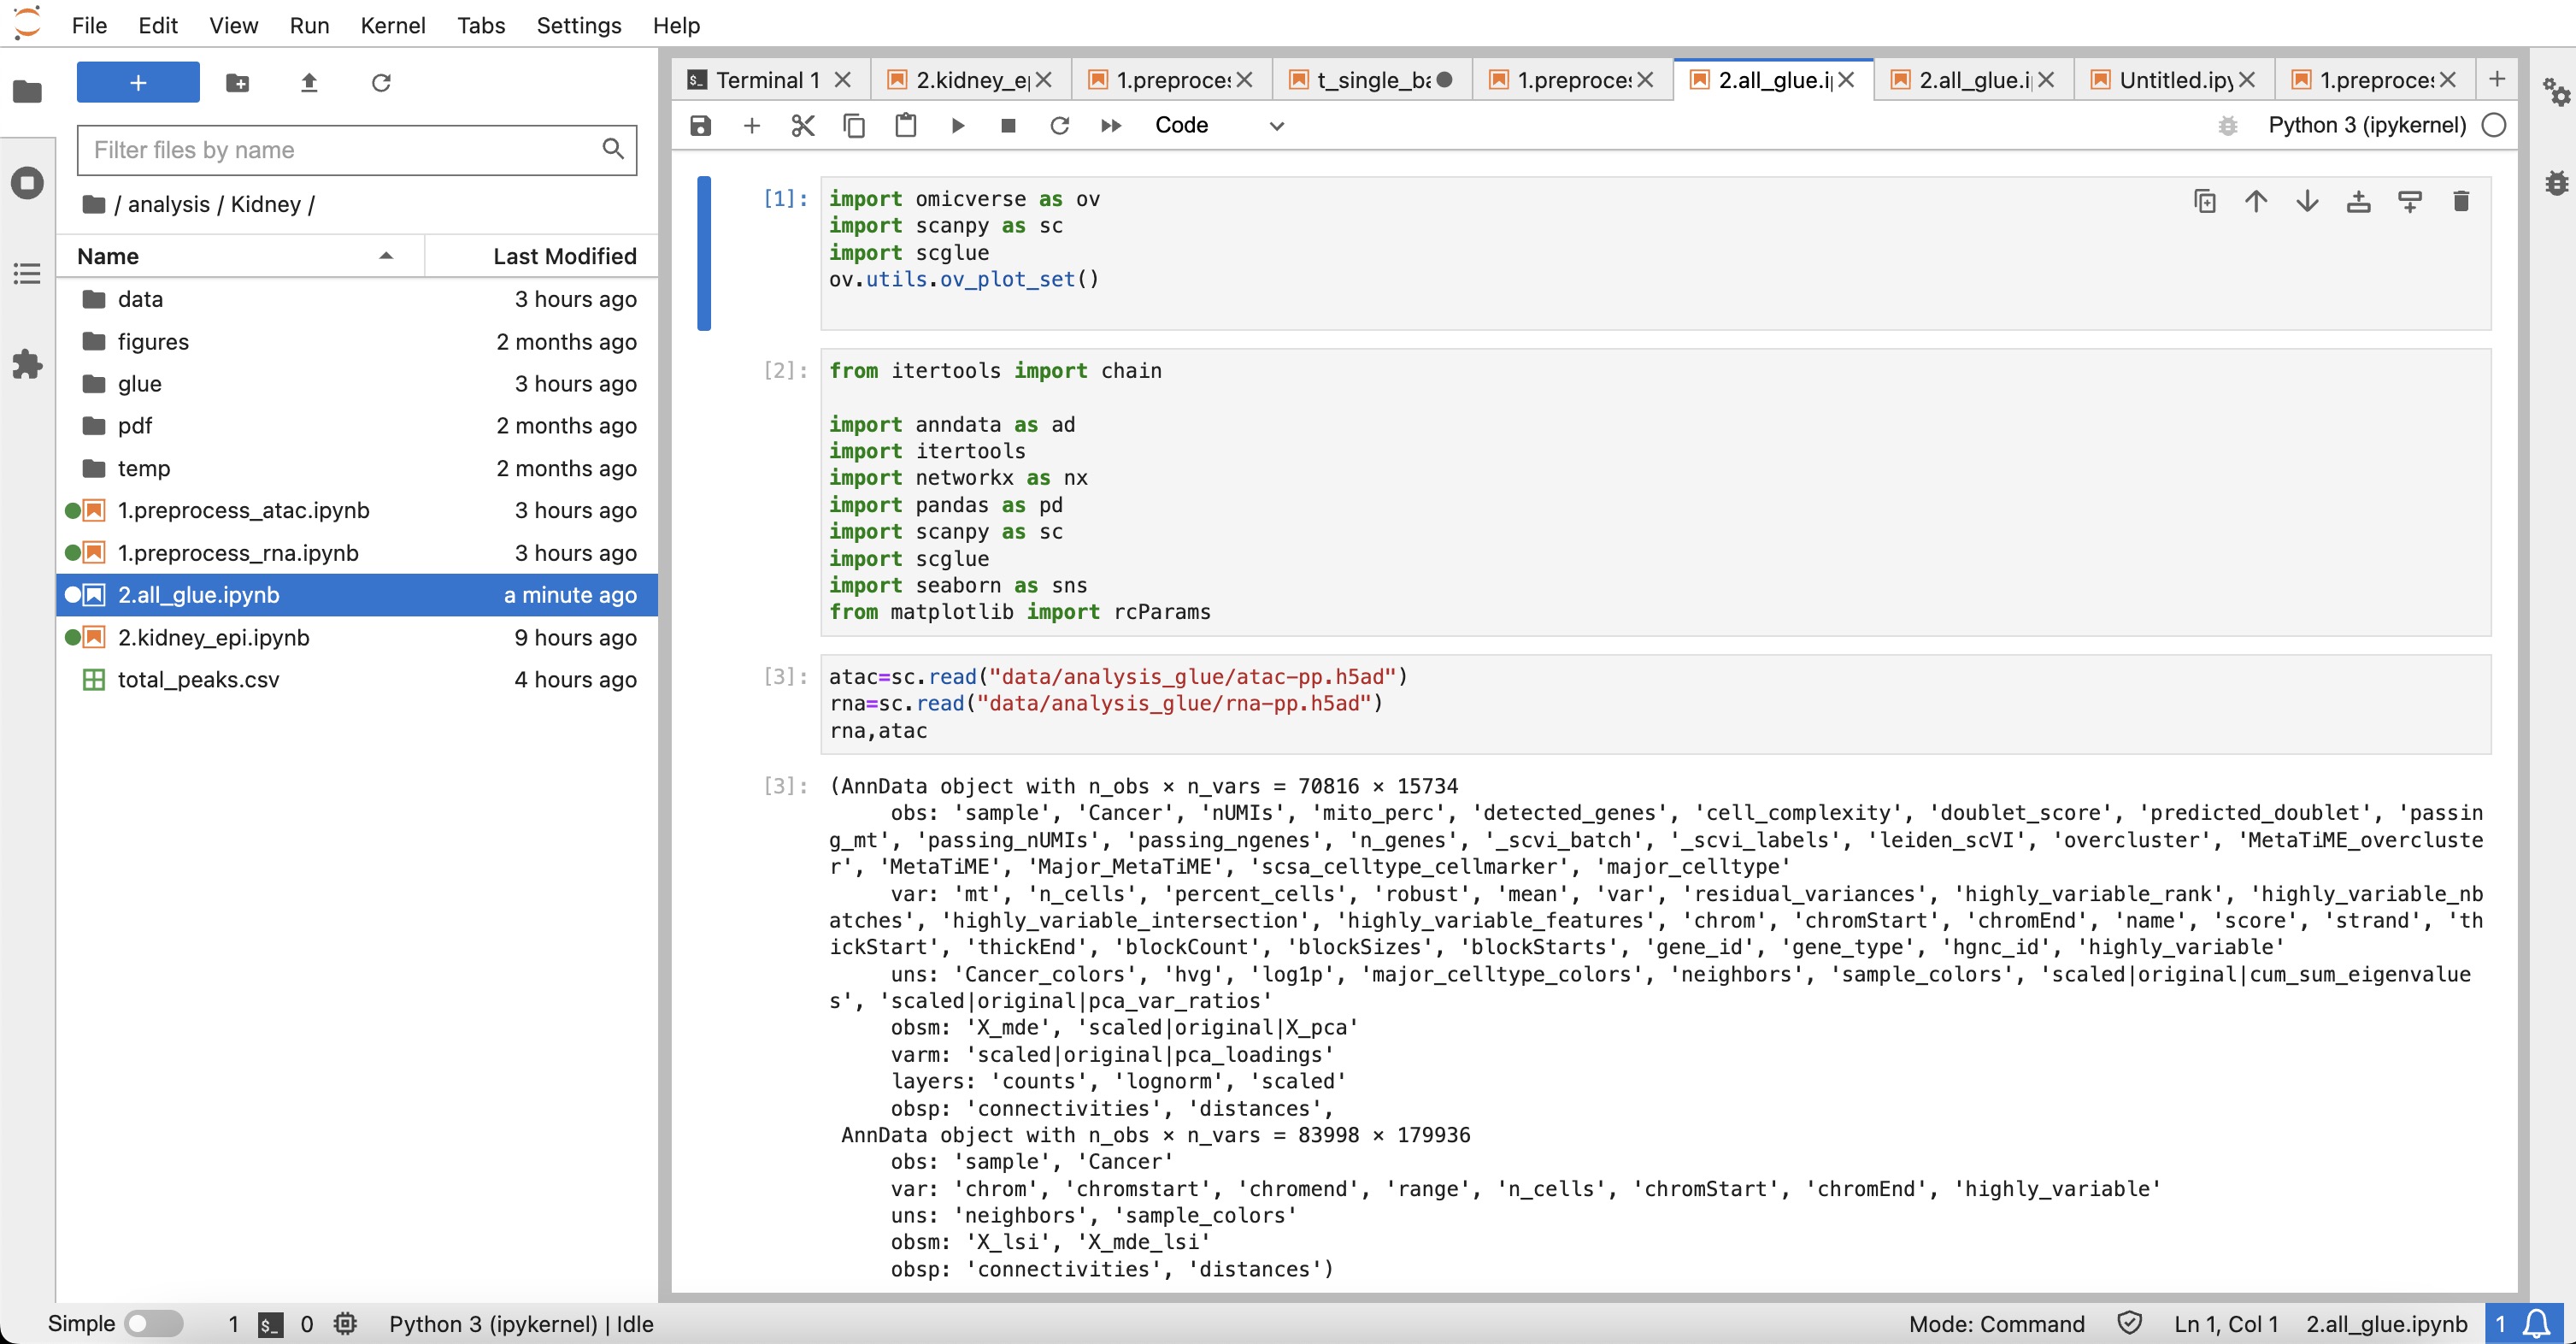 File Edit View Run Kernel Tabs Settings Help
Filter files by name
/ analysis / Kidney /
Name Last Modified
data 3 hours ago
figures 2 months ago
glue 3 hours ago
pdf 2 months ago
temp 2 months ago
1.preprocess_atac.ipynb 3 hours ago
1.preprocess_rna.ipynb 3 hours ago
2.all_glue.ipynb a minute ago
2.kidney_epi.ipynb 9 hours ago
total_peaks.csv 4 hours ago
Terminal 1 2.kidney_e 1.preproce t_single_ba 1.preproce 2.all_glue.i 2.all_glue.i Untitled.ipy 1.preproce
Code Python 3 (ipykernel)
[1]: import omicverse as ov
import scanpy as sc
import scglue
ov.utils.ov_plot_set()
[2]: from itertools import chain
import anndata as ad
import itertools
import networkx as nx
import pandas as pd
import scanpy as sc
import scglue
import seaborn as sns
from matplotlib import rcParams
[3]: atac=sc.read("data/analysis_glue/atac-pp.h5ad")
rna=sc.read("data/analysis_glue/rna-pp.h5ad")
rna,atac
[3]: (AnnData object with n_obs × n_vars = 70816 × 15734
obs: 'sample', 'Cancer', 'nUMIs', 'mito_perc', 'detected_genes', 'cell_complexity', 'doublet_score', 'predicted_doublet', 'passin
g_mt', 'passing_nUMIs', 'passing_ngenes', 'n_genes', '_scvi_batch', '_scvi_labels', 'leiden_scVI', 'overcluster', 'MetaTiME_overcluste
r', 'MetaTiME', 'Major_MetaTiME', 'scsa_celltype_cellmarker', 'major_celltype'
var: 'mt', 'n_cells', 'percent_cells', 'robust', 'mean', 'var', 'residual_variances', 'highly_variable_rank', 'highly_variable_nb
atches', 'highly_variable_intersection', 'highly_variable_features', 'chrom', 'chromStart', 'chromEnd', 'name', 'score', 'strand', 'th
ickStart', 'thickEnd', 'blockCount', 'blockSizes', 'blockStarts', 'gene_id', 'gene_type', 'hgnc_id', 'highly_variable'
uns: 'Cancer_colors', 'hvg', 'log1p', 'major_celltype_colors', 'neighbors', 'sample_colors', 'scaled|original|cum_sum_eigenvalue
s', 'scaled|original|pca_var_ratios'
obsm: 'X_mde', 'scaled|original|X_pca'
varm: 'scaled|original|pca_loadings'
layers: 'counts', 'lognorm', 'scaled'
obsp: 'connectivities', 'distances',
AnnData object with n_obs × n_vars = 83998 × 179936
obs: 'sample', 'Cancer'
var: 'chrom', 'chromstart', 'chromend', 'range', 'n_cells', 'chromStart', 'chromEnd', 'highly_variable'
uns: 'neighbors', 'sample_colors'
obsm: 'X_lsi', 'X_mde_lsi'
obsp: 'connectivities', 'distances')
Simple 1 $_ 0 Python 3 (ipykernel) | Idle Mode: Command Ln 1, Col 1 2.all_glue.ipynb 1